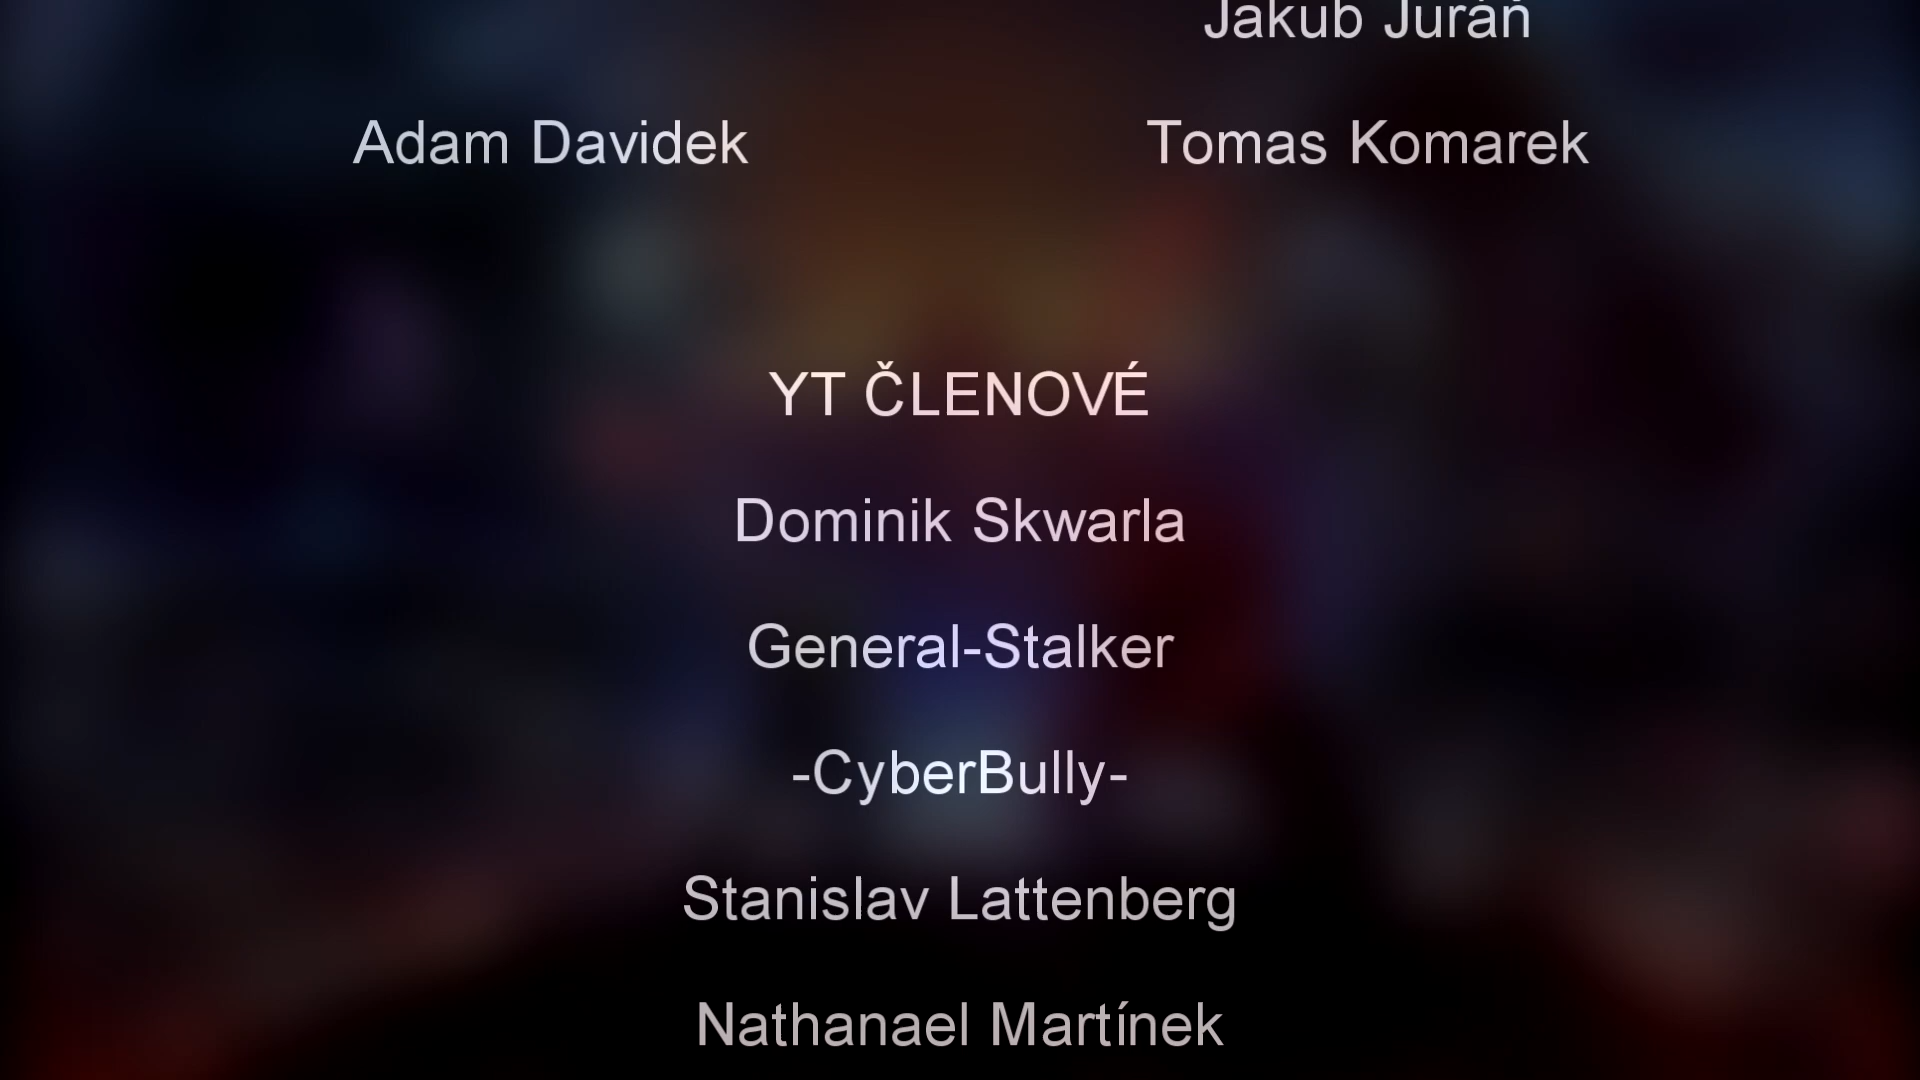 Jakub Juráň
Adam Davidek Tomas Komarek
YT ČLENOVÉ
Dominik Skwarla
General-Stalker
-CyberBully-
Stanislav Lattenberg
Nathanael Martínek